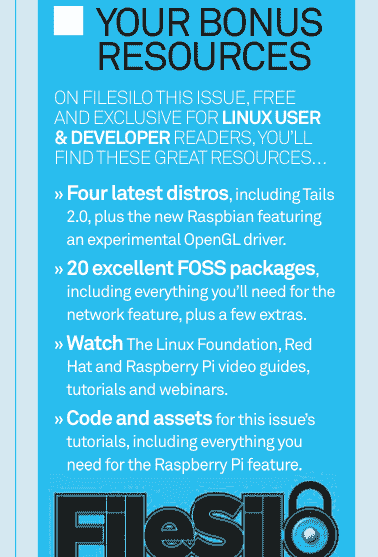 YOUR BONUS
RESOURCES
ON FILESILO THIS ISSUE, FREE
AND EXCLUSIVE FOR LINUX USER
& DEVELOPER READERS, YOU'LL
FIND THESE GREAT RESOURCES...
» Four latest distros, including Tails
2.0, plus the new Raspbian featuring
an experimental OpenGL driver.
» 20 excellent FOSS packages,
including everything you'll need for the
network feature, plus a few extras.
» Watch The Linux Foundation, Red
Hat and Raspberry Pi video guides,
tutorials and webinars.
» Code and assets for this issue's
tutorials, including everything you
need for the Raspberry Pi feature.
FileSilo